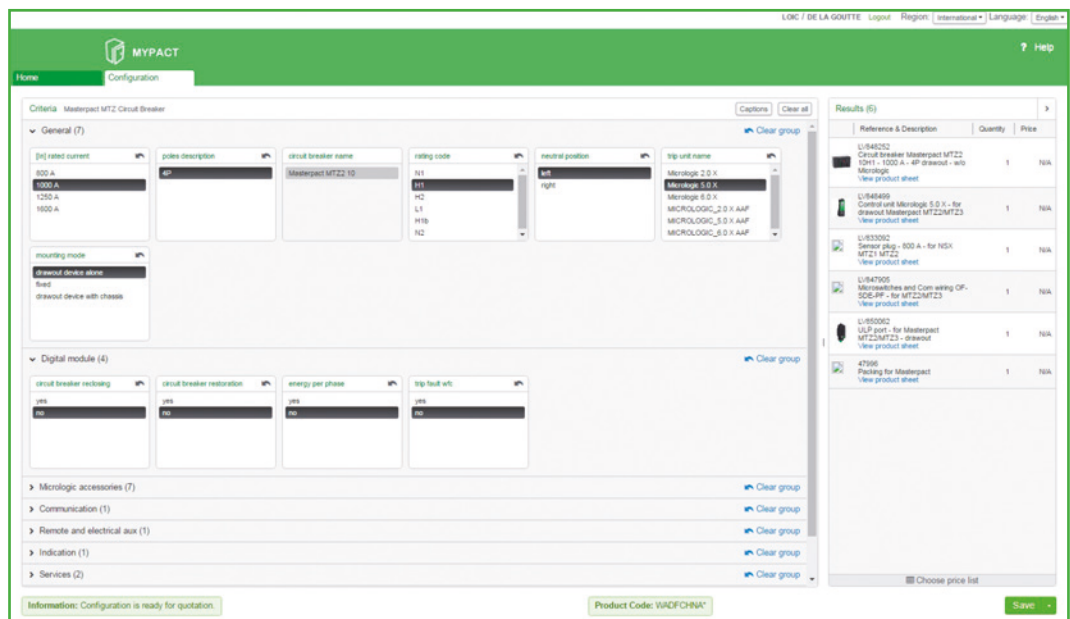 LOIC / DE LA GOUTTE Logout Region: International Language: English
MYPACT
? Help
Home Configuration
Criteria Masterpact MTZ Circuit Breaker Captions Clear all
General (7) Clear group
[In] rated current
800 A
1000 A
1250 A
1600 A
poles description
4P
circuit breaker name
Masterpact MTZ2 10
rating code
N1
H1
H2
L1
H1b
N2
neutral position
left
right
trip unit name
Micrologic 2.0 X
Micrologic 5.0 X
Micrologic 6.0 X
MICROLOGIC_2.0 X AAF
MICROLOGIC_5.0 X AAF
MICROLOGIC_6.0 X AAF
mounting mode
drawout device alone
fixed
drawout device with chassis
Digital module (4) Clear group
circuit breaker reclosing
yes
no
circuit breaker restoration
yes
no
energy per phase
yes
no
trip fault wfc
yes
no
Micrologic accessories (7) Clear group
Communication (1) Clear group
Remote and electrical aux (1) Clear group
Indication (1) Clear group
Services (2) Clear group
Results (6)
Reference & Description Quantity Price
LV848252
Circuit breaker Masterpact MTZ2
10H1 - 1000 A - 4P drawout - w/o
Micrologic
View product sheet
1 N/A
LV848499
Control unit Micrologic 5.0 X - for
drawout Masterpact MTZ2/MTZ3
View product sheet
1 N/A
LV833092
Sensor plug - 800 A - for NSX
MTZ1 MTZ2
View product sheet
1 N/A
LV847905
Microswitches and Com wiring OF-
SDE-PF - for MTZ2/MTZ3
View product sheet
1 N/A
LV850062
ULP port - for Masterpact
MTZ2/MTZ3 - drawout
View product sheet
1 N/A
47996
Packing for Masterpact
View product sheet
1 N/A
Choose price list
Information: Configuration is ready for quotation.
Product Code: WADFCHNA*
Save